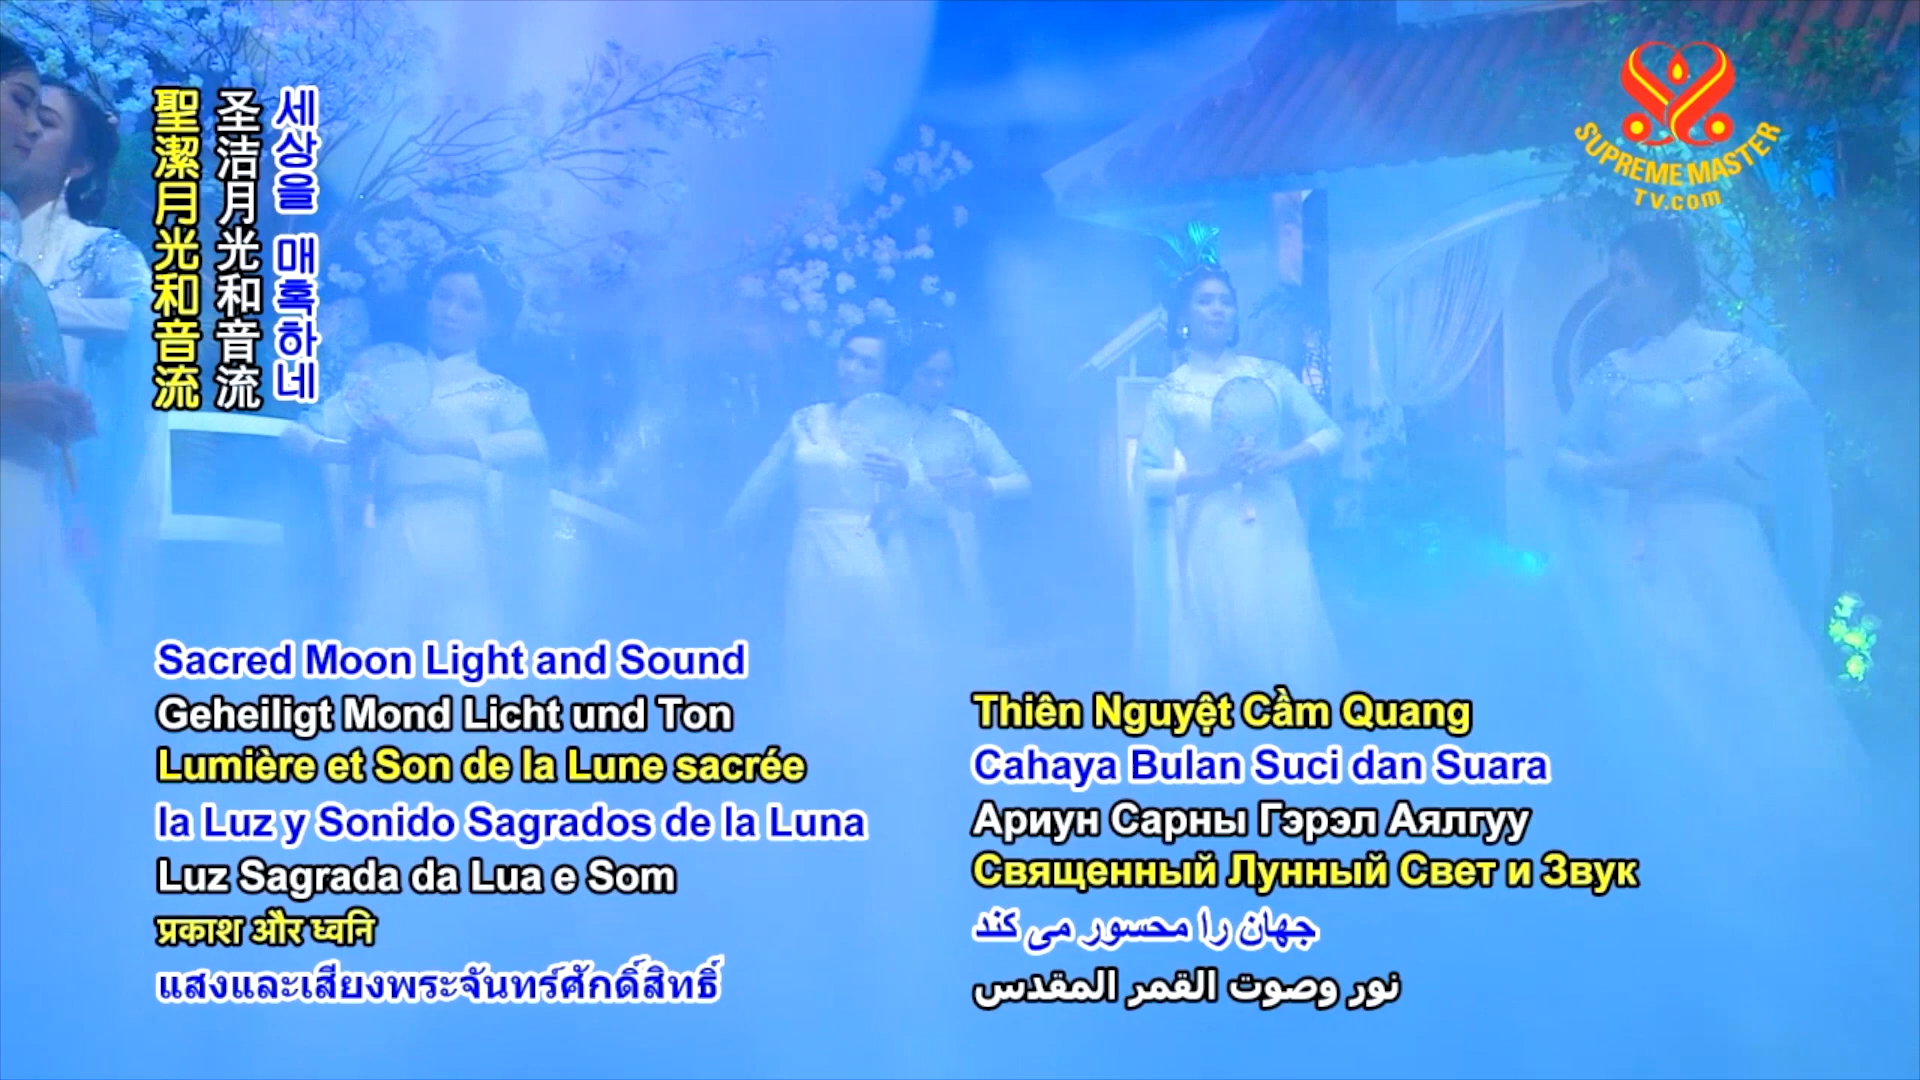 聖潔月光和音流
圣洁月光和音流
세상을 매혹하네
SUPREME MASTER
TV.com
Sacred Moon Light and Sound
Geheiligt Mond Licht und Ton
Lumière et Son de la Lune sacrée
la Luz y Sonido Sagrados de la Luna
Luz Sagrada da Lua e Som
प्रकाश और ध्वनि
แสงและเสียงพระจันทร์ศักดิ์สิทธิ์
Thiên Nguyệt Cầm Quang
Cahaya Bulan Suci dan Suara
Ариун Сарны Гэрэл Аялгуу
Священный Лунный Свет и Звук
جهان را محسور می کند
نور وصوت القمر المقدس